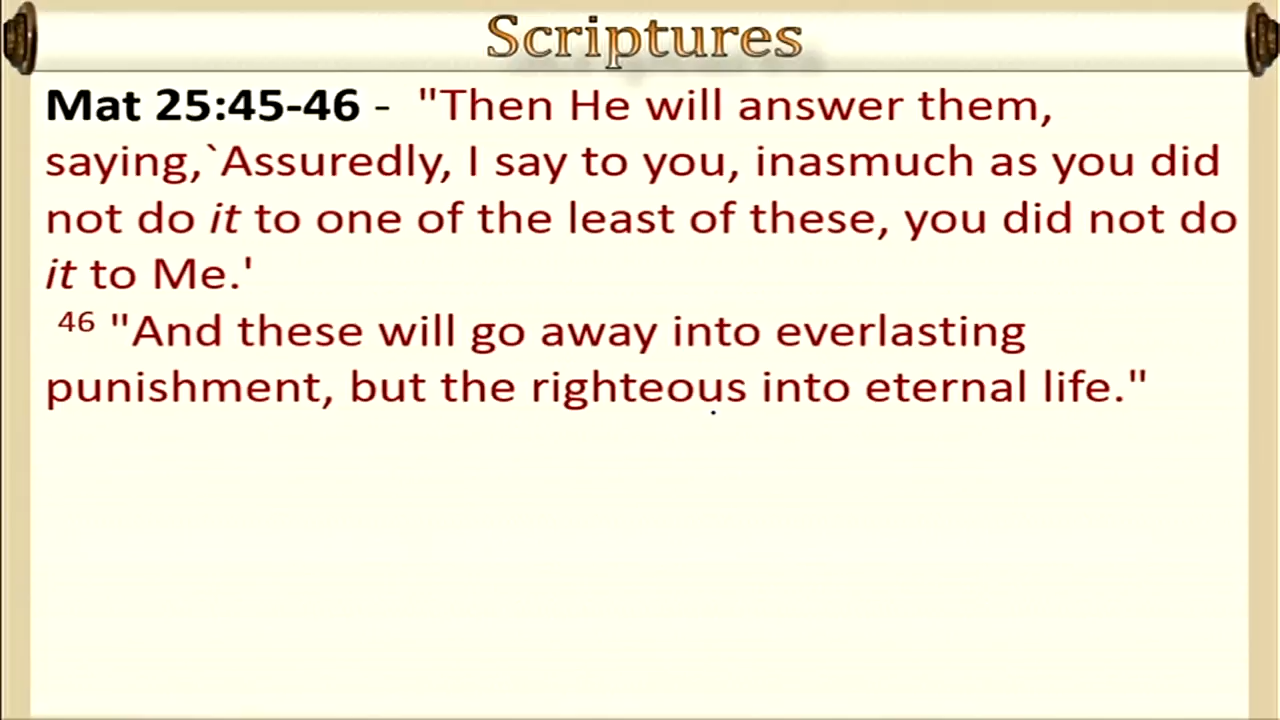 Scriptures
Mat 25:45-46 - "Then He will answer them,
saying,`Assuredly, I say to you, inasmuch as you did
not do it to one of the least of these, you did not do
it to Me.'
46 "And these will go away into everlasting
punishment, but the righteous into eternal life."